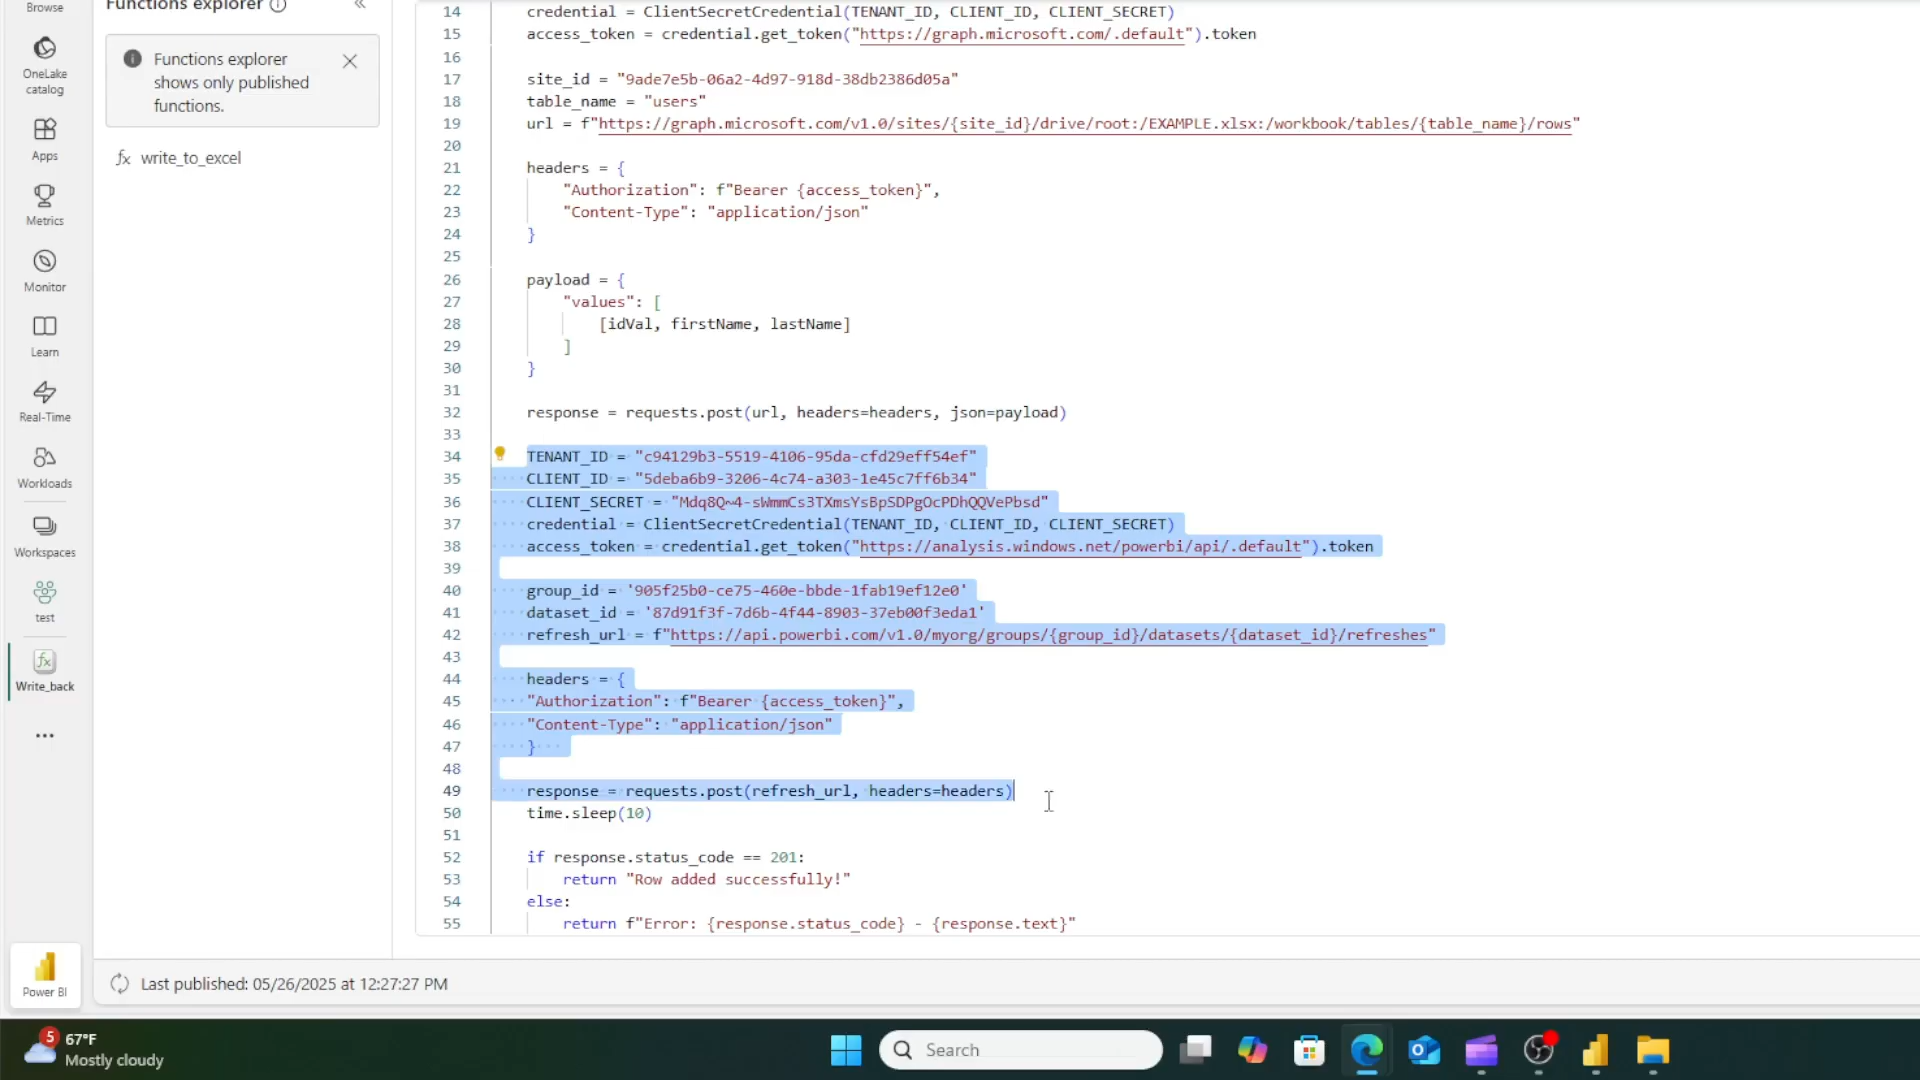 Browse
OneLake
catalog
Apps
Metrics
Monitor
Learn
Real-Time
Workloads
Workspaces
test
Write_back
Power BI
Functions explorer
Functions explorer
shows only published
functions.
fx write_to_excel
14 credential = ClientSecretCredential(TENANT_ID, CLIENT_ID, CLIENT_SECRET)
15 access_token = credential.get_token("https://graph.microsoft.com/.default").token
16
17 site_id = "9ade7e5b-06a2-4d97-918d-38db2386d05a"
18 table_name = "users"
19 url = f"https://graph.microsoft.com/v1.0/sites/{site_id}/drive/root:/EXAMPLE.xlsx:/workbook/tables/{table_name}/rows"
20
21 headers = {
22 "Authorization": f"Bearer {access_token}",
23 "Content-Type": "application/json"
24 }
25
26 payload = {
27 "values": [
28 [idVal, firstName, lastName]
29 ]
30 }
31
32 response = requests.post(url, headers=headers, json=payload)
33
34 TENANT_ID = "c94129b3-5519-4106-95da-cfd29eff54ef"
35 CLIENT_ID = "5deba6b9-3206-4c74-a303-1e45c7ff6b34"
36 CLIENT_SECRET = "Mdq8Q~4-sWmmCs3TXmsYsBpSDPgOcPDhQQVePbsd"
37 credential = ClientSecretCredential(TENANT_ID, CLIENT_ID, CLIENT_SECRET)
38 access_token = credential.get_token("https://analysis.windows.net/powerbi/api/.default").token
39
40 group_id = '905f25b0-ce75-460e-bbde-1fab19ef12e0'
41 dataset_id = '87d91f3f-7d6b-4f44-8903-37eb00f3eda1'
42 refresh_url = f"https://api.powerbi.com/v1.0/myorg/groups/{group_id}/datasets/{dataset_id}/refreshes"
43
44 headers = {
45 "Authorization": f"Bearer {access_token}",
46 "Content-Type": "application/json"
47 }
48
49 response = requests.post(refresh_url, headers=headers)
50 time.sleep(10)
51
52 if response.status_code == 201:
53 return "Row added successfully!"
54 else:
55 return f"Error: {response.status_code} - {response.text}"
Last published: 05/26/2025 at 12:27:27 PM
5
67°F
Mostly cloudy
Search